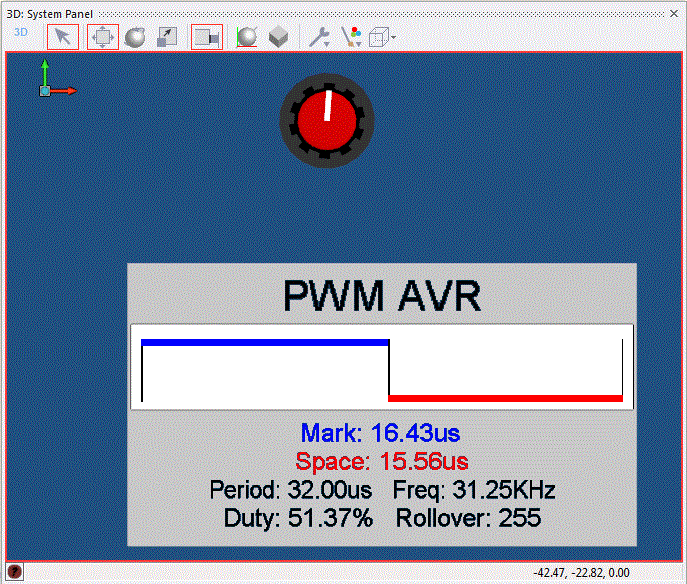 3D: System Panel
3D
PWM AVR
Mark: 16.43us
Space: 15.56us
Period: 32.00us Freq: 31.25KHz
Duty: 51.37% Rollover: 255
-42.47, -22.82, 0.00